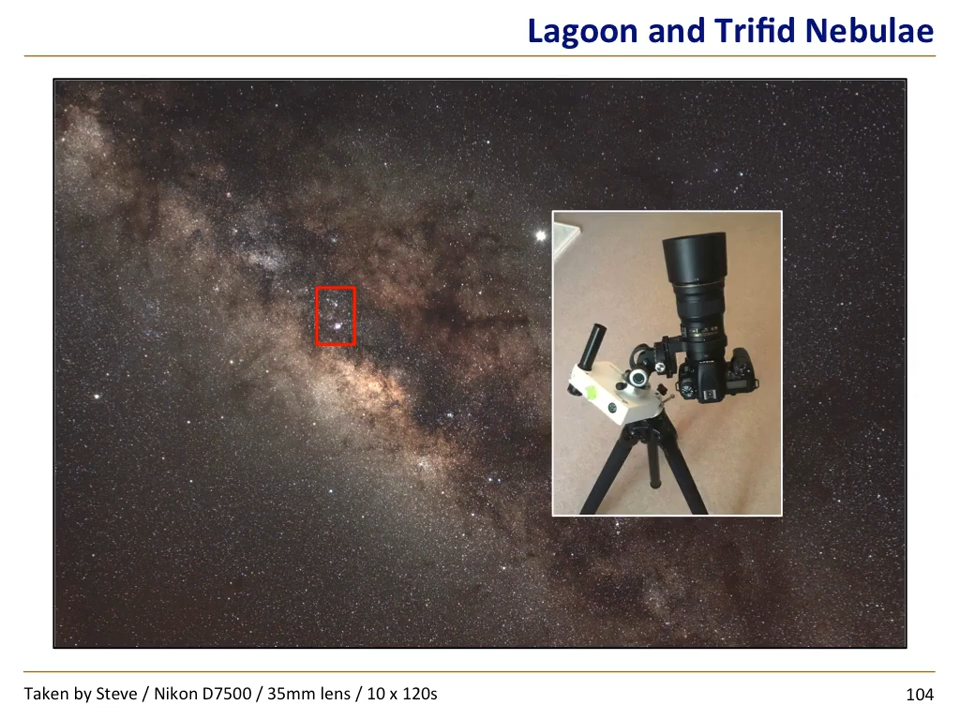 Lagoon and Trifid Nebulae
Taken by Steve / Nikon D7500 / 35mm lens / 10 x 120s
104